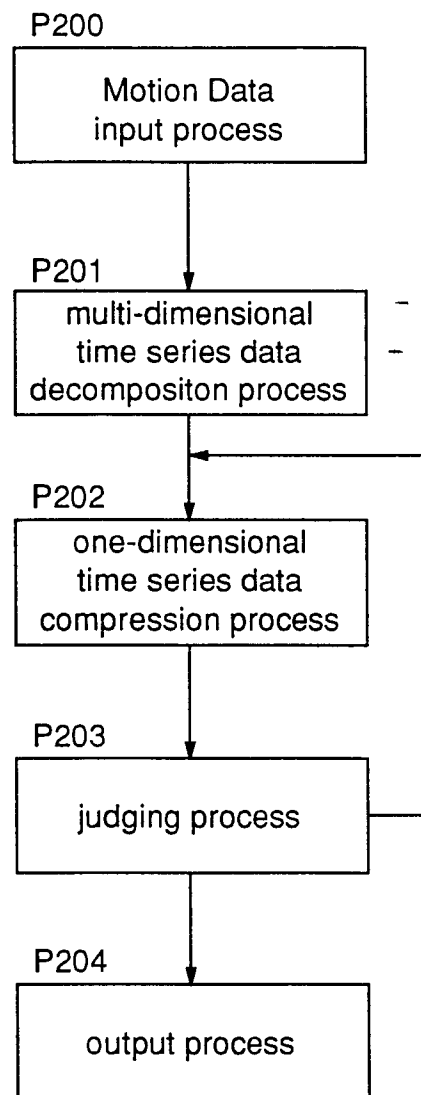 P200
Motion Data
input process
P201
multi-dimensional
time series data
decompositon process
P202
one-dimensional
time series data
compression process
P203
judging process
P204
output process